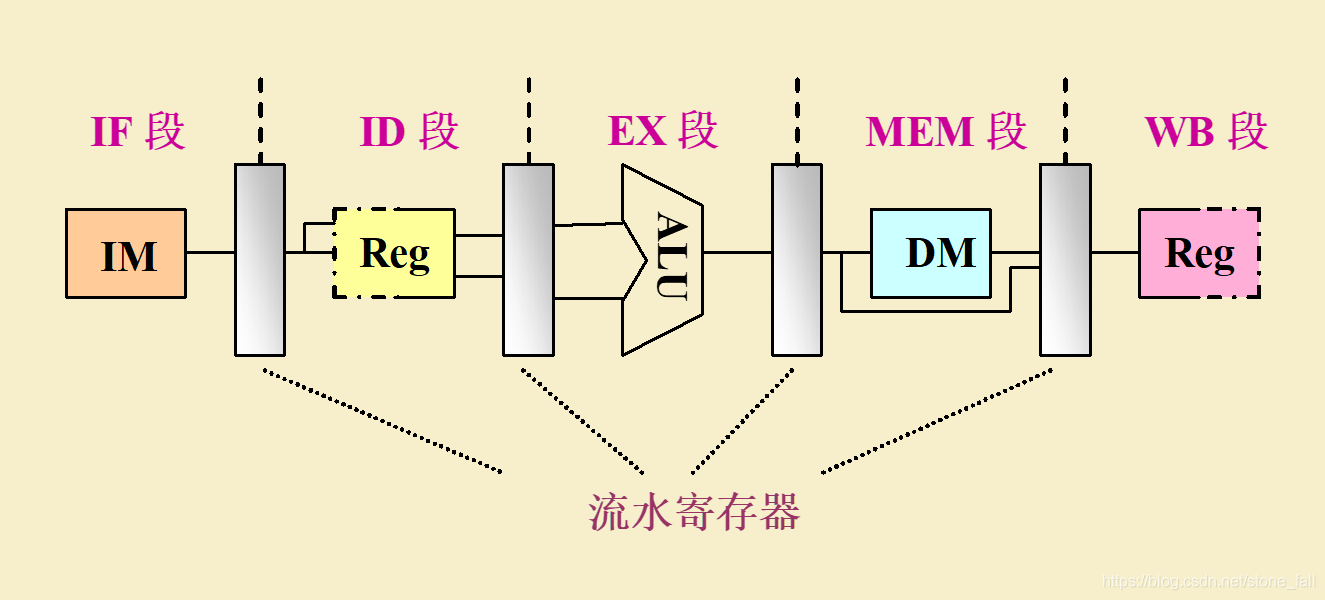 IF 段 ID 段 EX 段 MEM 段 WB 段
IM Reg ALU DM Reg
流水寄存器
https://blog.csdn.net/stone_fall